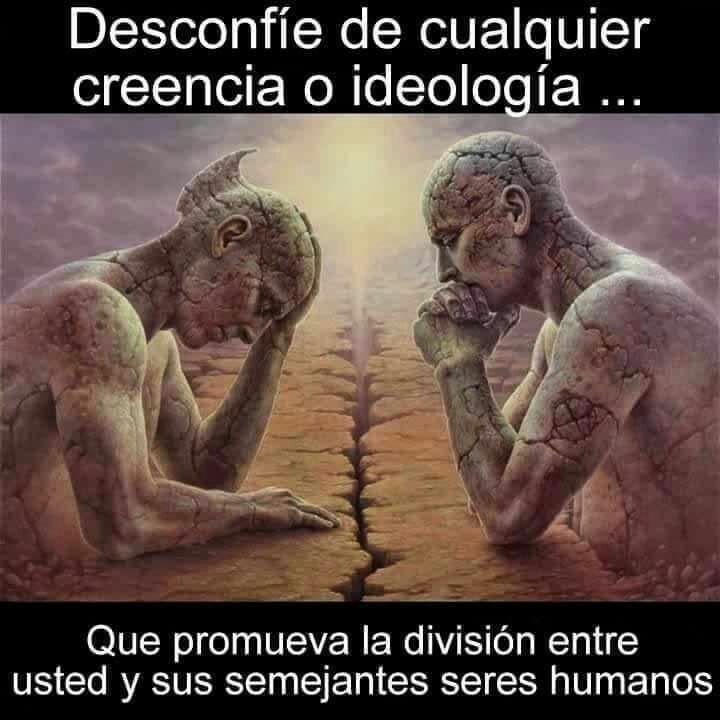 Desconfíe de cualquier
creencia o ideología ...
Que promueva la división entre
usted y sus semejantes seres humanos